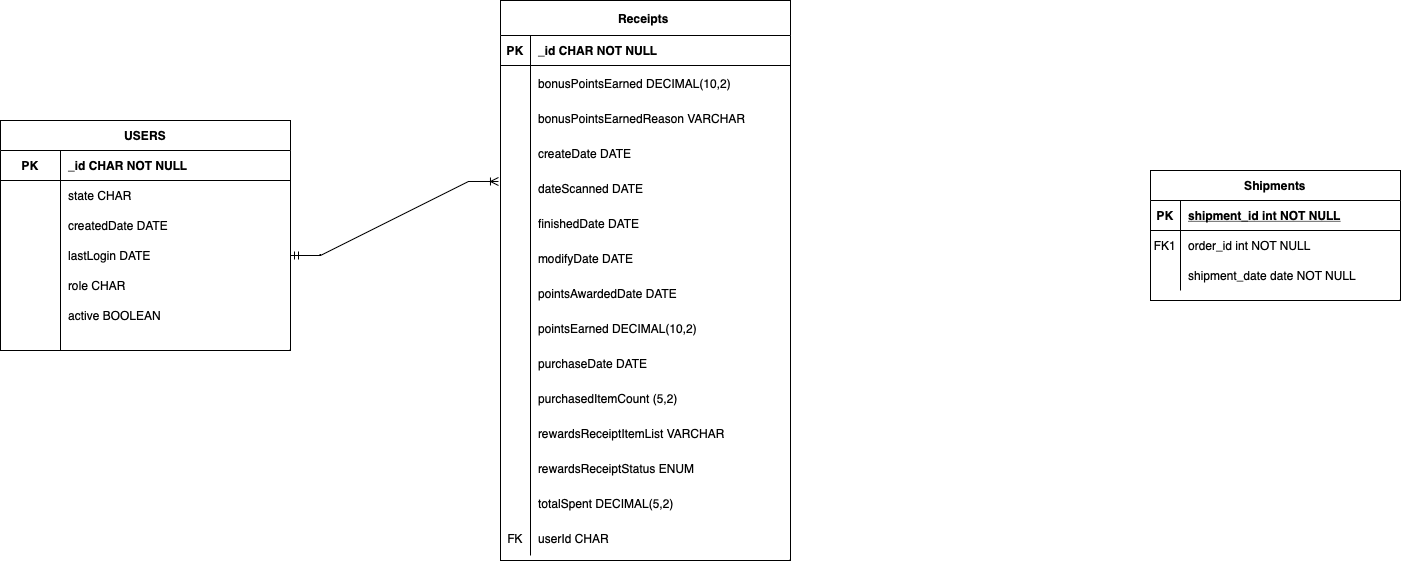 USERS
PK _id CHAR NOT NULL
state CHAR
createdDate DATE
lastLogin DATE
role CHAR
active BOOLEAN
Receipts
PK _id CHAR NOT NULL
bonusPointsEarned DECIMAL(10,2)
bonusPointsEarnedReason VARCHAR
createDate DATE
dateScanned DATE
finishedDate DATE
modifyDate DATE
pointsAwardedDate DATE
pointsEarned DECIMAL(10,2)
purchaseDate DATE
purchasedItemCount (5,2)
rewardsReceiptItemList VARCHAR
rewardsReceiptStatus ENUM
totalSpent DECIMAL(5,2)
FK userId CHAR
Shipments
PK shipment_id int NOT NULL
FK1 order_id int NOT NULL
shipment_date date NOT NULL